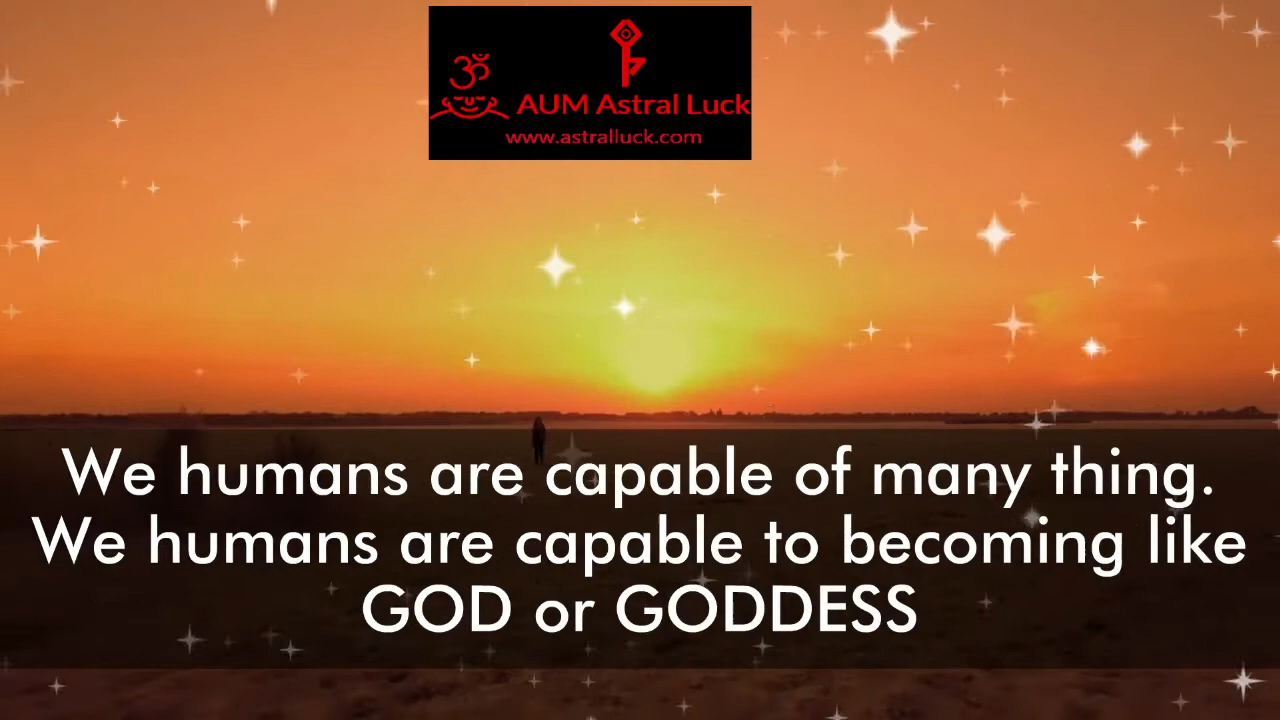 ॐ
AUM Astral Luck
www.astralluck.com
We humans are capable of many thing.
We humans are capable to becoming like
GOD or GODDESS